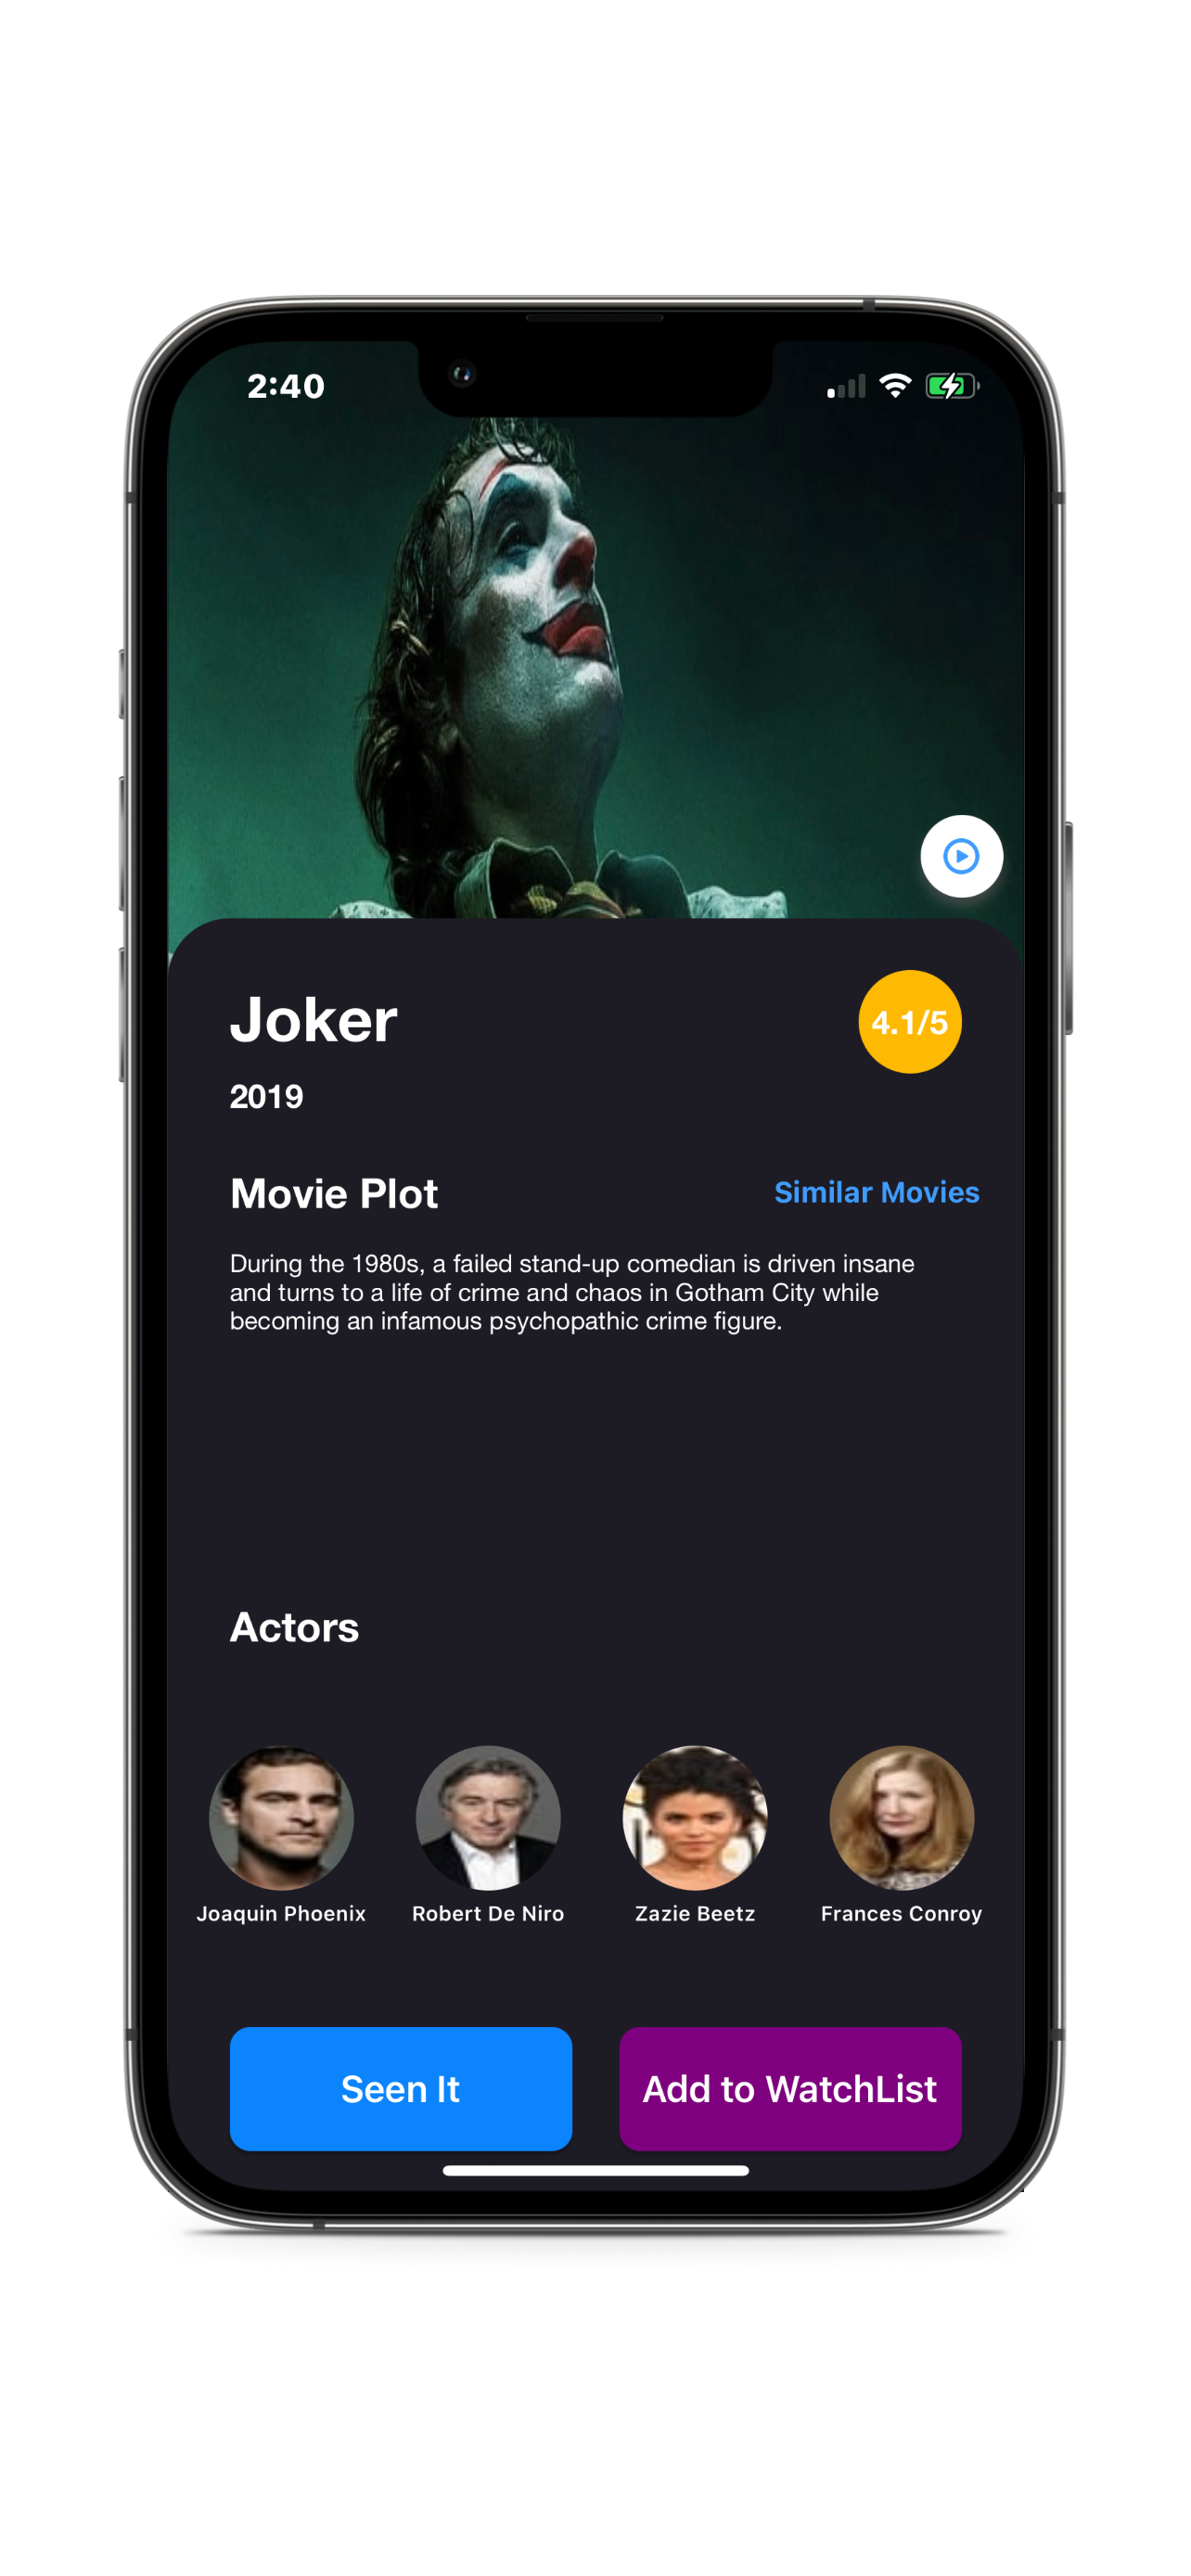 2:40
Joker
4.1/5
2019
Movie Plot
Similar Movies
During the 1980s, a failed stand-up comedian is driven insane
and turns to a life of crime and chaos in Gotham City while
becoming an infamous psychopathic crime figure.
Actors
Joaquin Phoenix
Robert De Niro
Zazie Beetz
Frances Conroy
Seen It
Add to WatchList